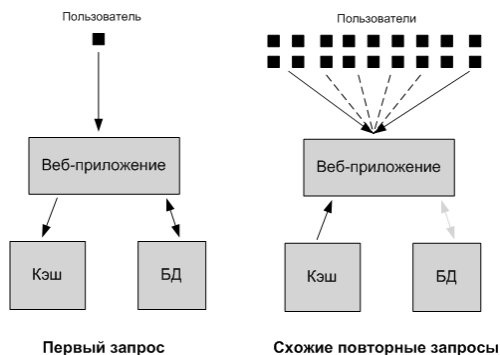 Пользователь
Веб-приложение
Кэш
БД
Первый запрос
Пользователи
Веб-приложение
Кэш
БД
Схожие повторные запросы